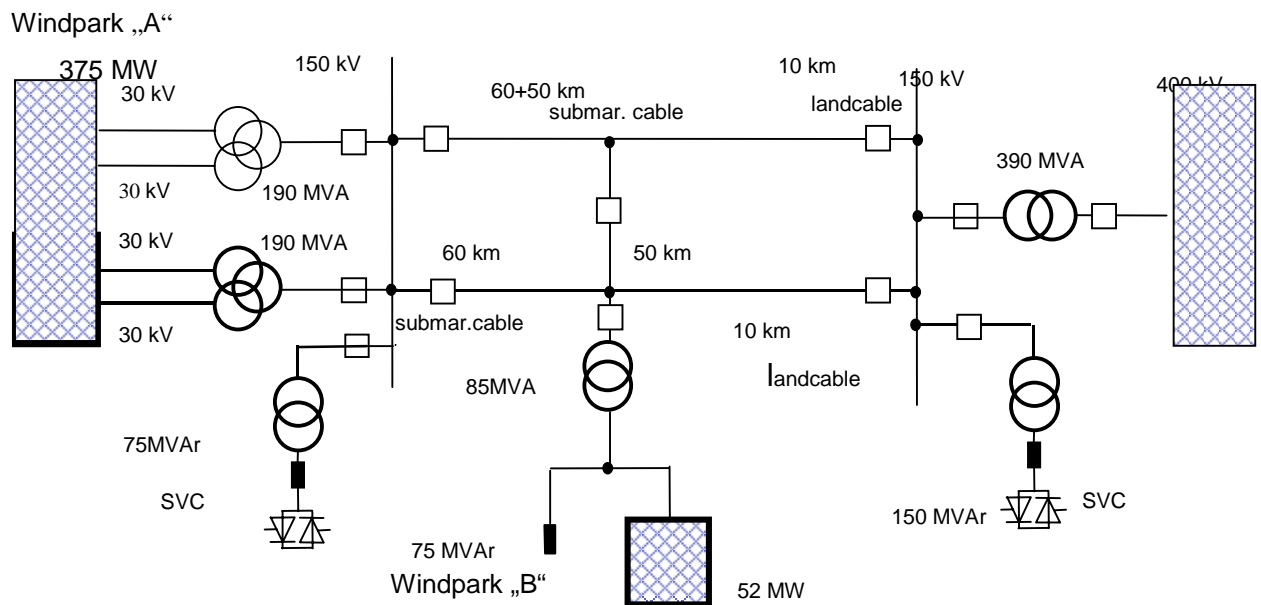 Windpark „A“
375 MW
30 kV
150 kV
60+50 km
submar. cable
10 km
landcable
150 kV
400 kV
30 kV
190 MVA
390 MVA
30 kV
190 MVA
60 km
50 km
30 kV
submar.cable
10 km
landcable
85MVA
75MVAr
SVC
75 MVAr
Windpark „B“
52 MW
150 MVAr
SVC